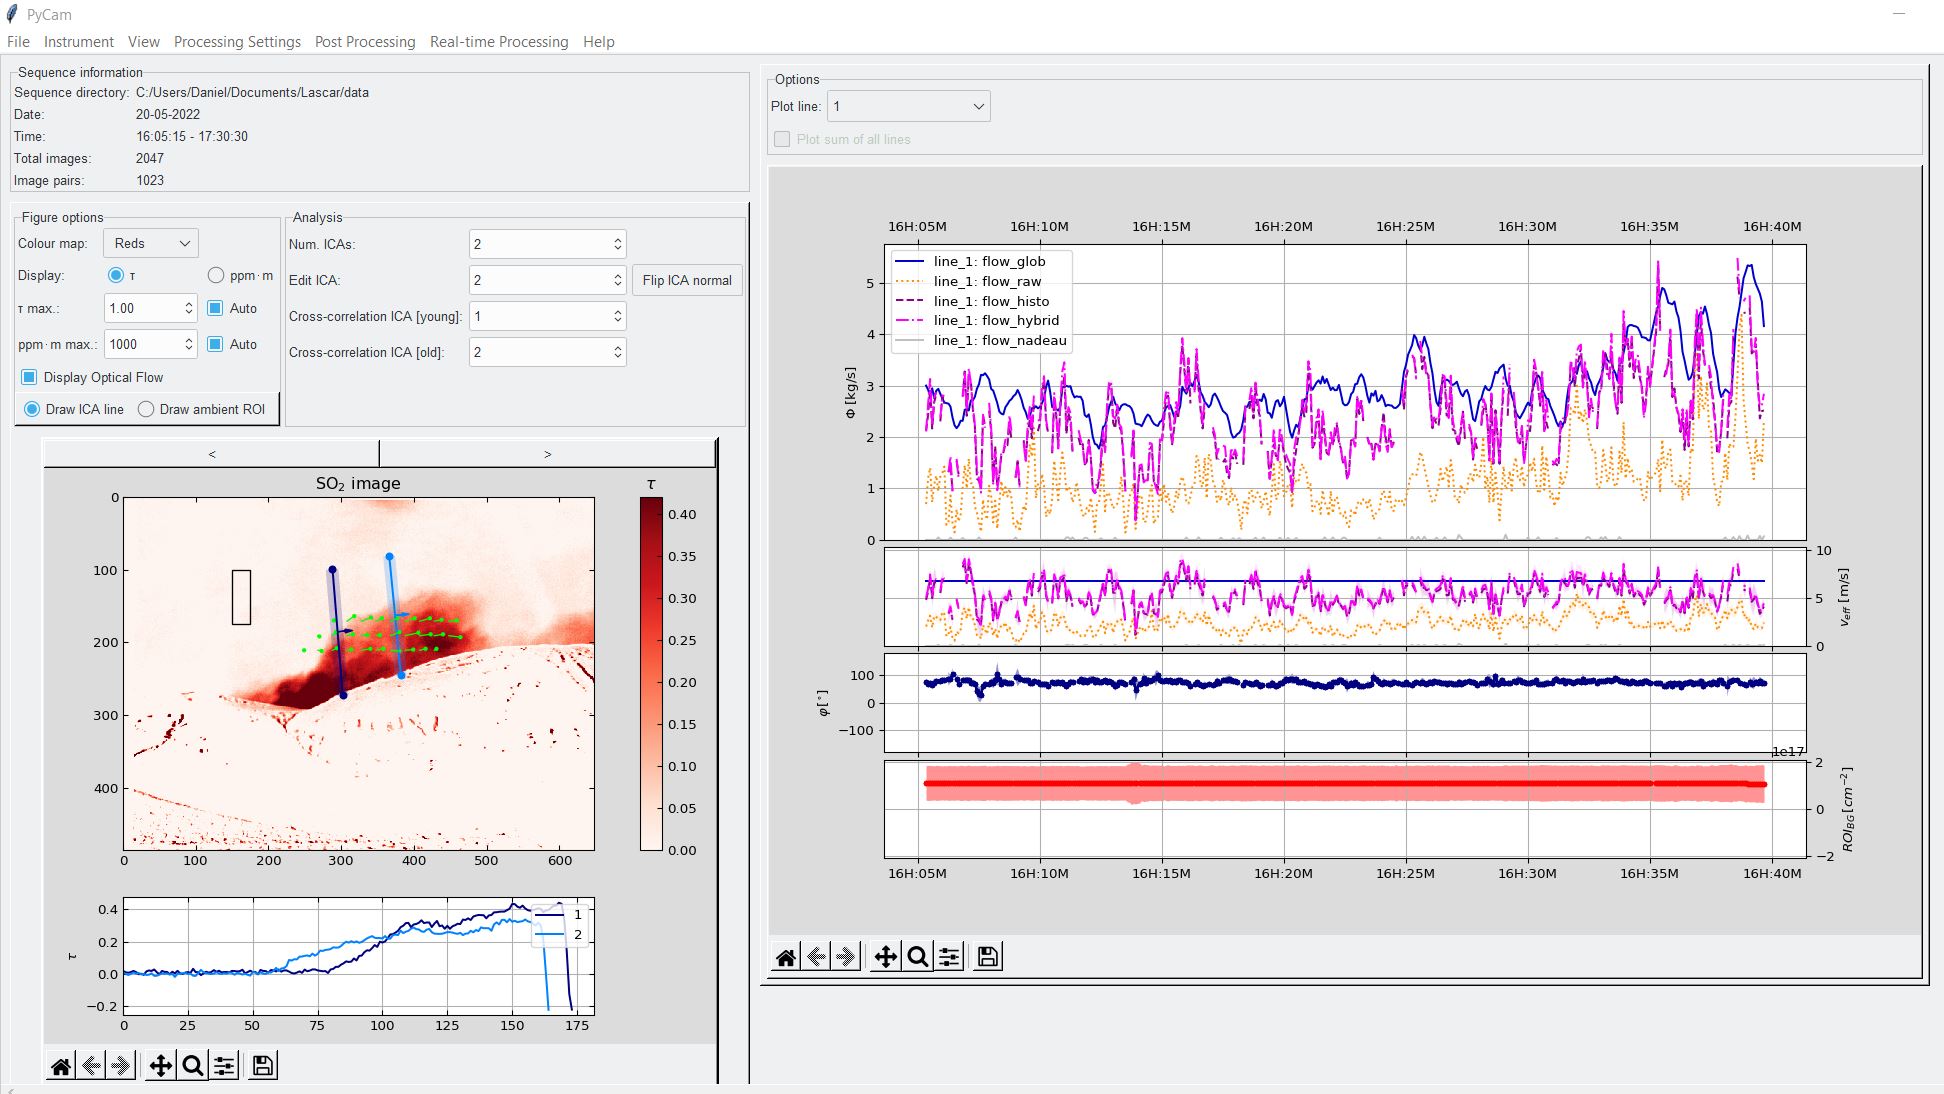 PyCam
File Instrument View Processing Settings Post Processing Real-time Processing Help
Sequence information
Sequence directory: C:/Users/Daniel/Documents/Lascar/data
Date: 20-05-2022
Time: 16:05:15 - 17:30:30
Total images: 2047
Image pairs: 1023
Figure options
Colour map: Reds
Display: τ ppm·m
τ max.: 1.00 Auto
ppm·m max.: 1000 Auto
Display Optical Flow
Draw ICA line Draw ambient ROI
Analysis
Num. ICAs: 2
Edit ICA: 2 Flip ICA normal
Cross-correlation ICA [young]: 1
Cross-correlation ICA [old]: 2
< >
SO₂ image τ
0
100
200
300
400
0 100 200 300 400 500 600
0.40
0.35
0.30
0.25
0.20
0.15
0.10
0.05
0.00
τ
0.4
0.2
0.0
−0.2
1
2
0 25 50 75 100 125 150 175
Options
Plot line: 1
Plot sum of all lines
16H:05M 16H:10M 16H:15M 16H:20M 16H:25M 16H:30M 16H:35M 16H:40M
line_1: flow_glob
line_1: flow_raw
line_1: flow_histo
line_1: flow_hybrid
line_1: flow_nadeau
Φ [kg/s]
5
4
3
2
1
0
10
5
0
v_eff [m/s]
φ [°]
100
0
−100
1e17
2
0
−2
ROI_BG [cm⁻²]
16H:05M 16H:10M 16H:15M 16H:20M 16H:25M 16H:30M 16H:35M 16H:40M